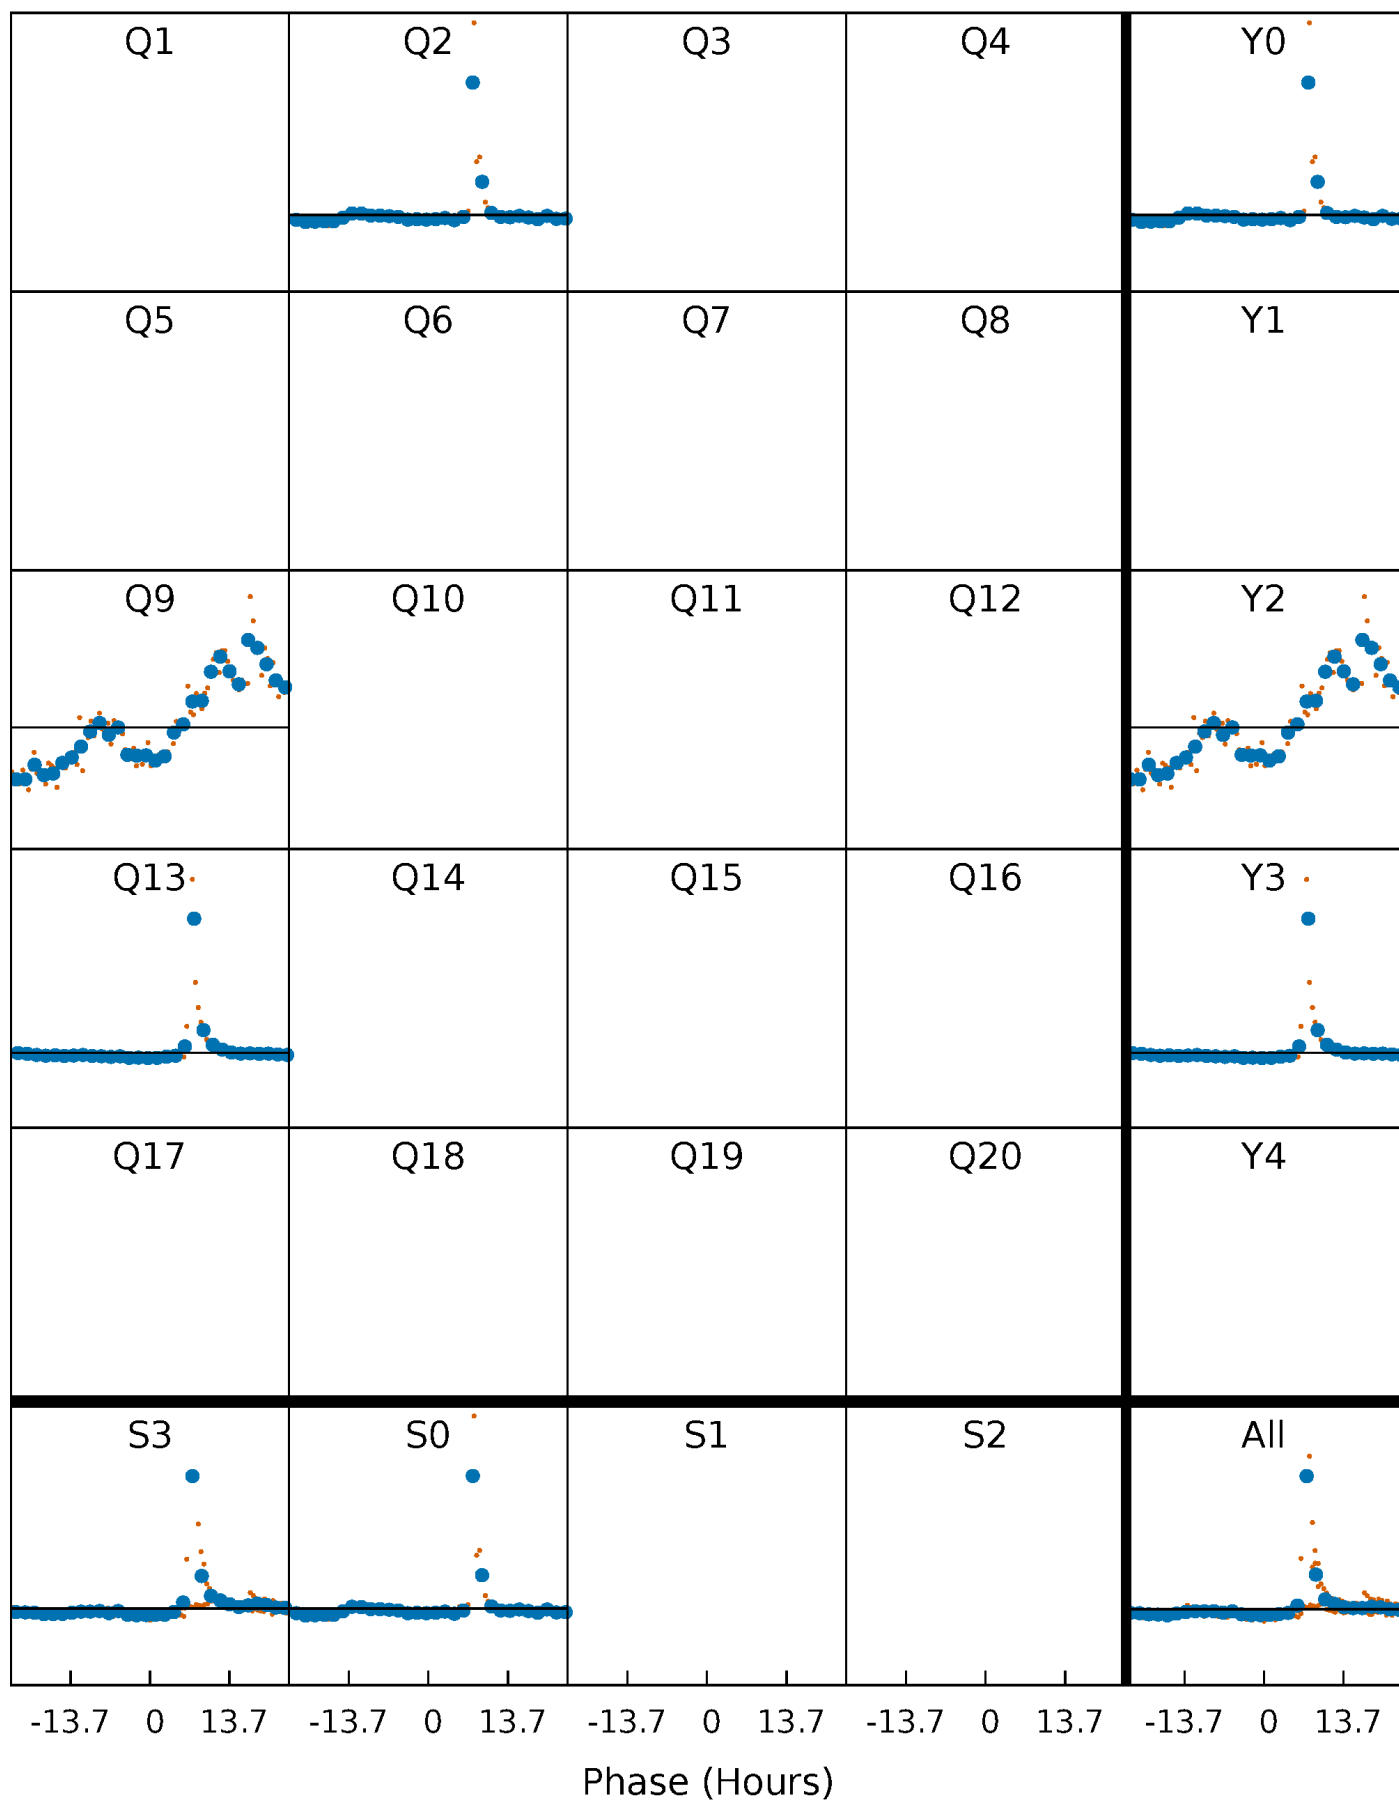 Q1 Q2 Q3 Q4 Y0
Q5 Q6 Q7 Q8 Y1
Q9 Q10 Q11 Q12 Y2
Q13 Q14 Q15 Q16 Y3
Q17 Q18 Q19 Q20 Y4
S3 S0 S1 S2 All
-13.7 0 13.7 -13.7 0 13.7 -13.7 0 13.7 -13.7 0 13.7 -13.7 0 13.7
Phase (Hours)